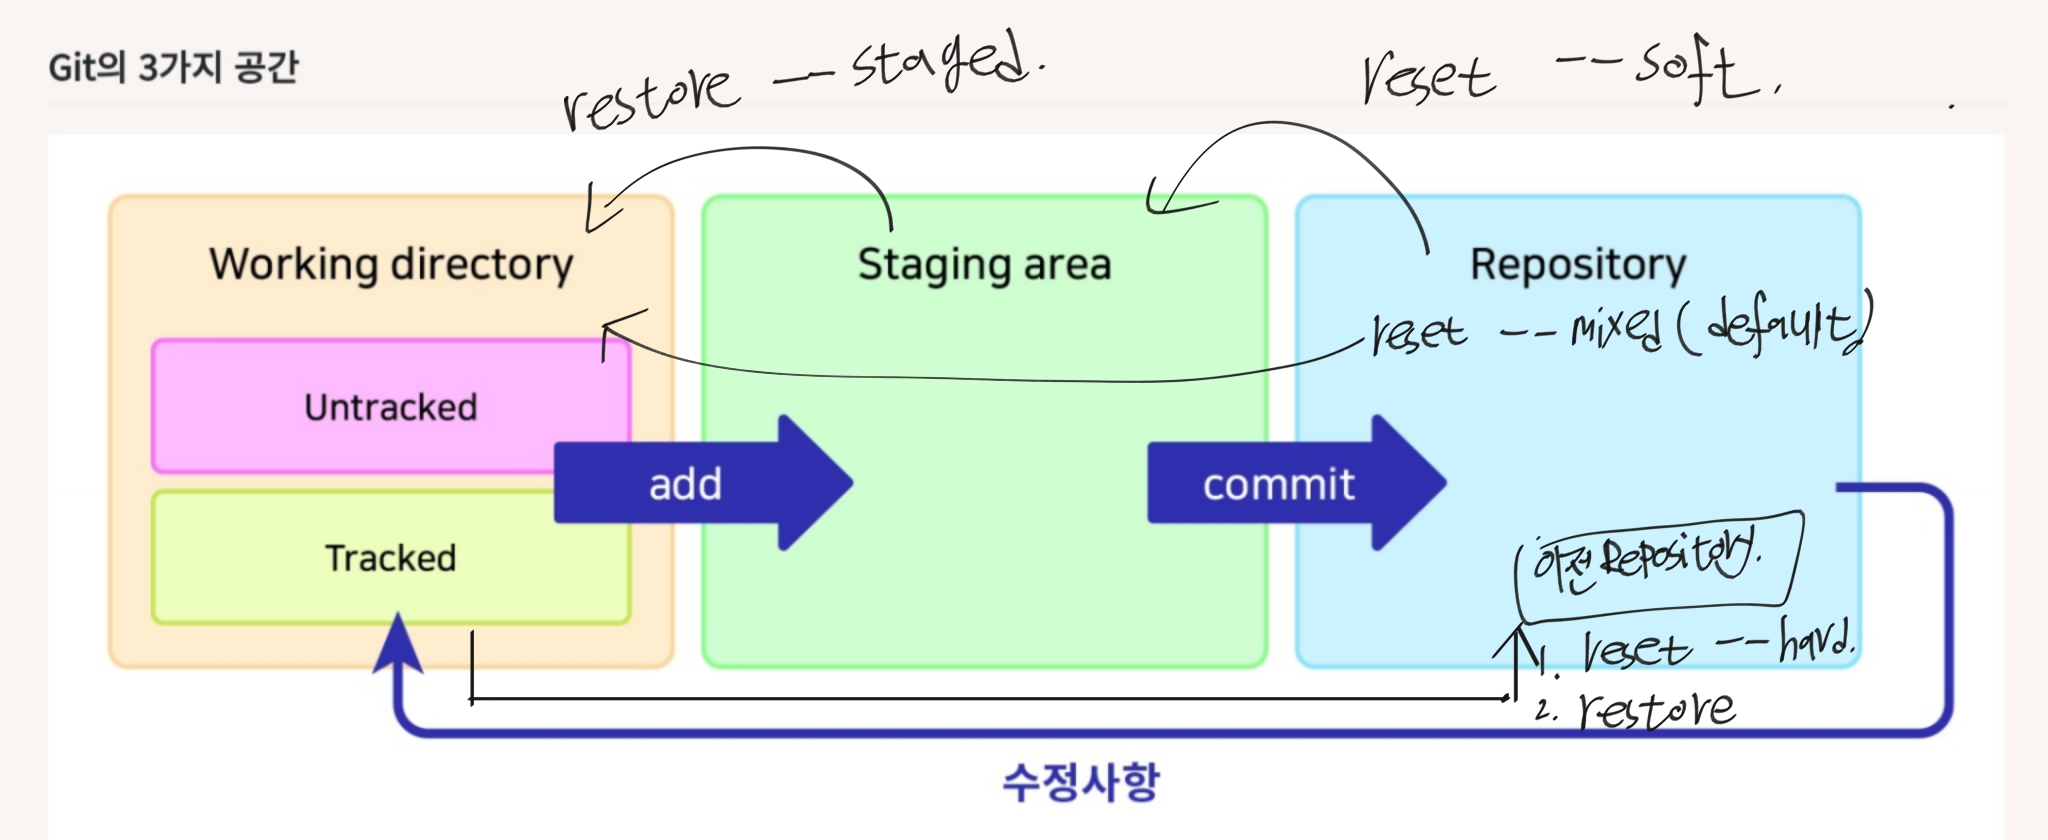 Git의 3가지 공간
restore --staged.
reset --soft.
Working directory
Staging area
Repository
reset --mixed (default)
Untracked
add
commit
Tracked
이전 Repository.
1. reset --hard.
2. restore
수정사항